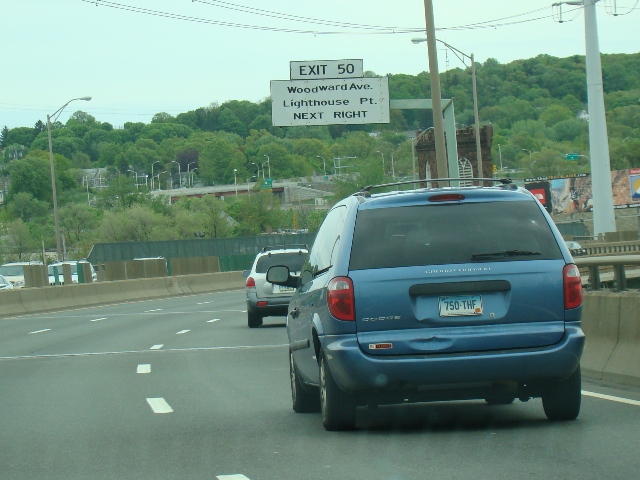 EXIT 50
Woodward Ave.
Lighthouse Pt.
NEXT RIGHT
DODGE
750·THF